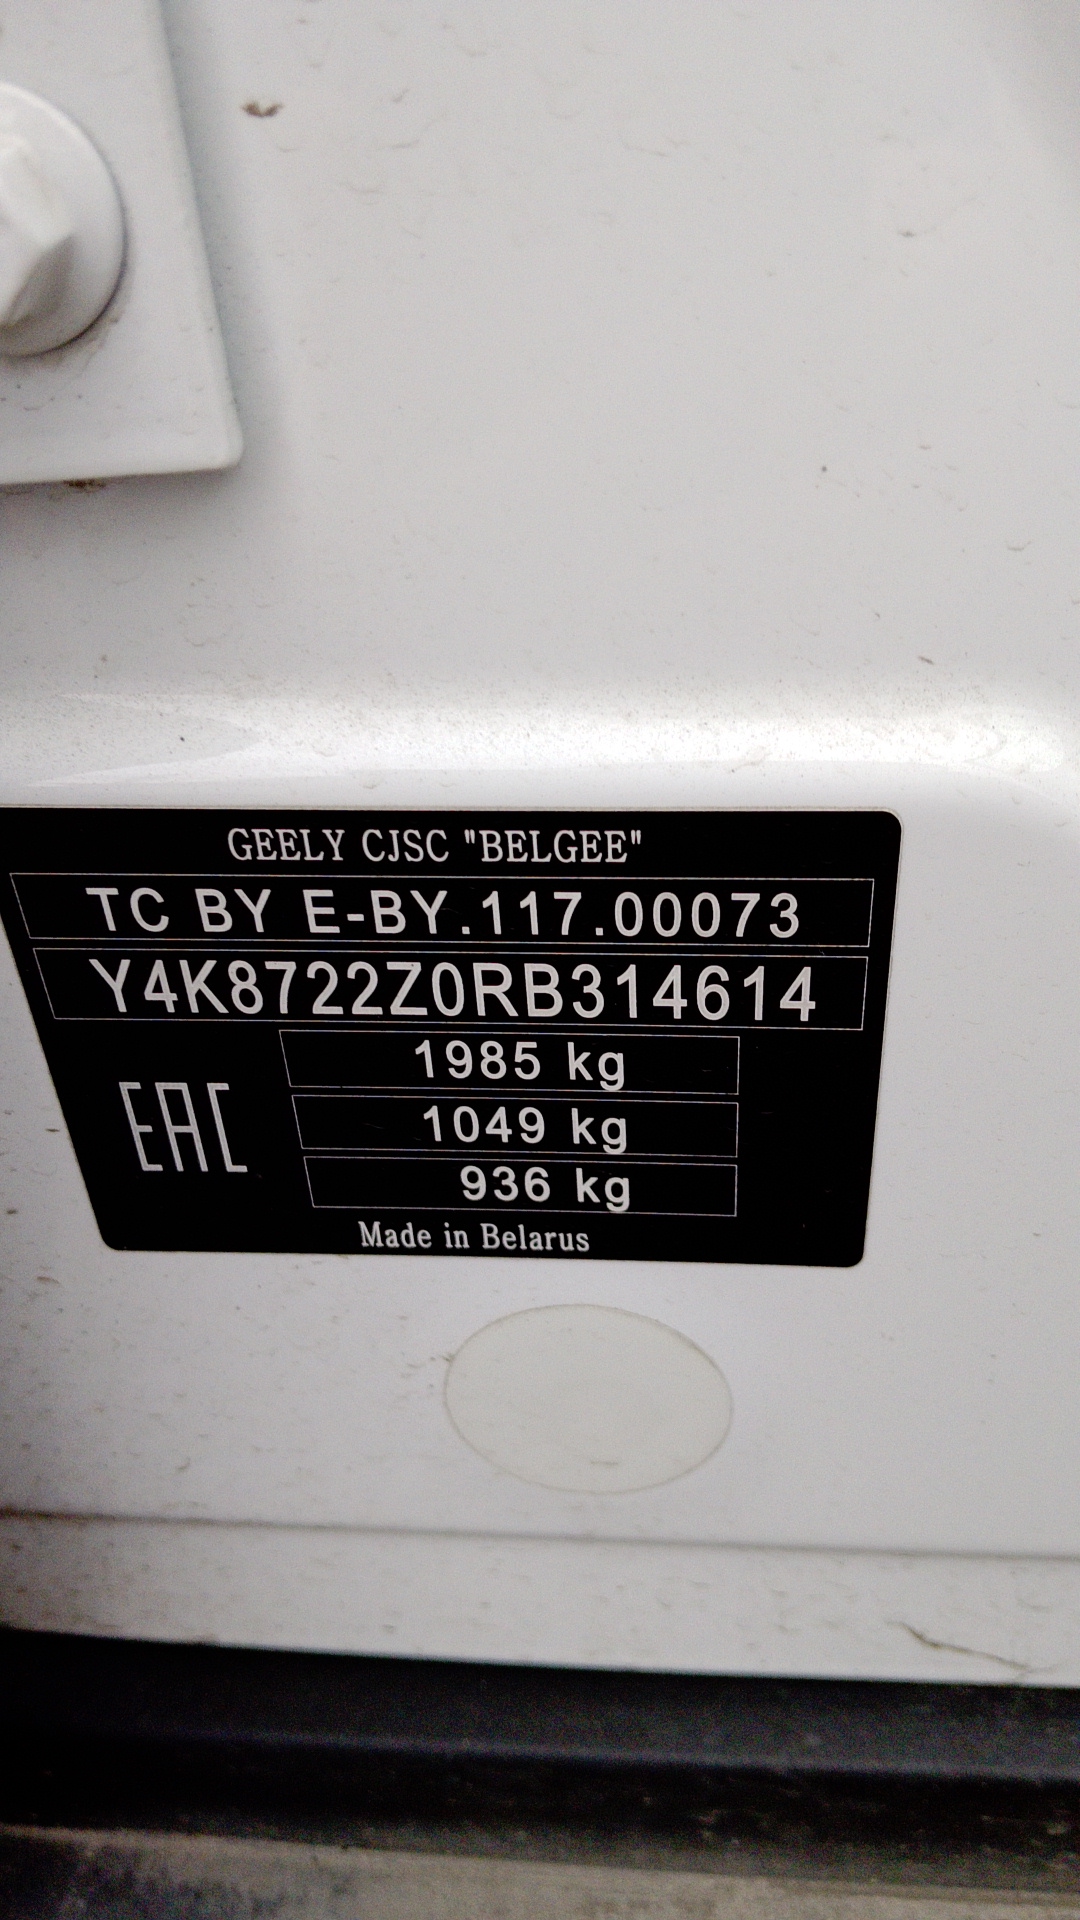 GEELY CJSC "BELGEE"
TC BY E-BY.117.00073
Y4K8722Z0RB314614
1985 kg
EAC
1049 kg
936 kg
Made in Belarus